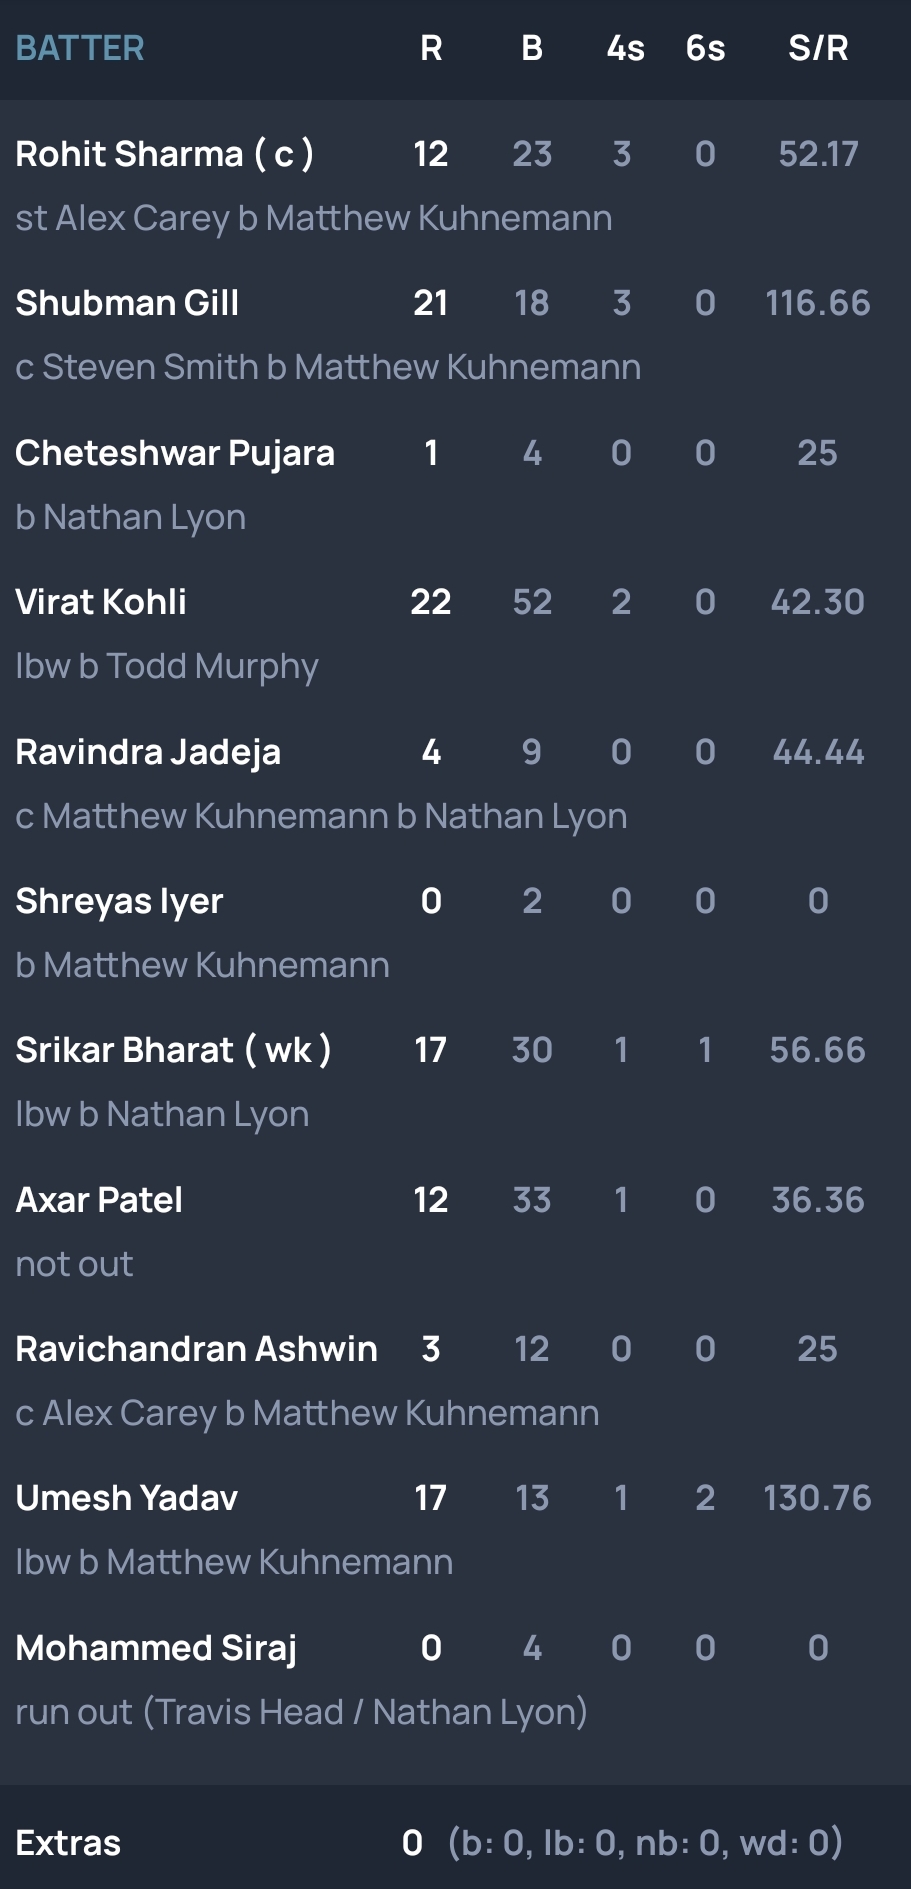 BATTER R B 4s 6s S/R
Rohit Sharma ( c ) 12 23 3 0 52.17
st Alex Carey b Matthew Kuhnemann
Shubman Gill 21 18 3 0 116.66
c Steven Smith b Matthew Kuhnemann
Cheteshwar Pujara 1 4 0 0 25
b Nathan Lyon
Virat Kohli 22 52 2 0 42.30
lbw b Todd Murphy
Ravindra Jadeja 4 9 0 0 44.44
c Matthew Kuhnemann b Nathan Lyon
Shreyas Iyer 0 2 0 0 0
b Matthew Kuhnemann
Srikar Bharat ( wk ) 17 30 1 1 56.66
lbw b Nathan Lyon
Axar Patel 12 33 1 0 36.36
not out
Ravichandran Ashwin 3 12 0 0 25
c Alex Carey b Matthew Kuhnemann
Umesh Yadav 17 13 1 2 130.76
lbw b Matthew Kuhnemann
Mohammed Siraj 0 4 0 0 0
run out (Travis Head / Nathan Lyon)
Extras 0 (b: 0, lb: 0, nb: 0, wd: 0)